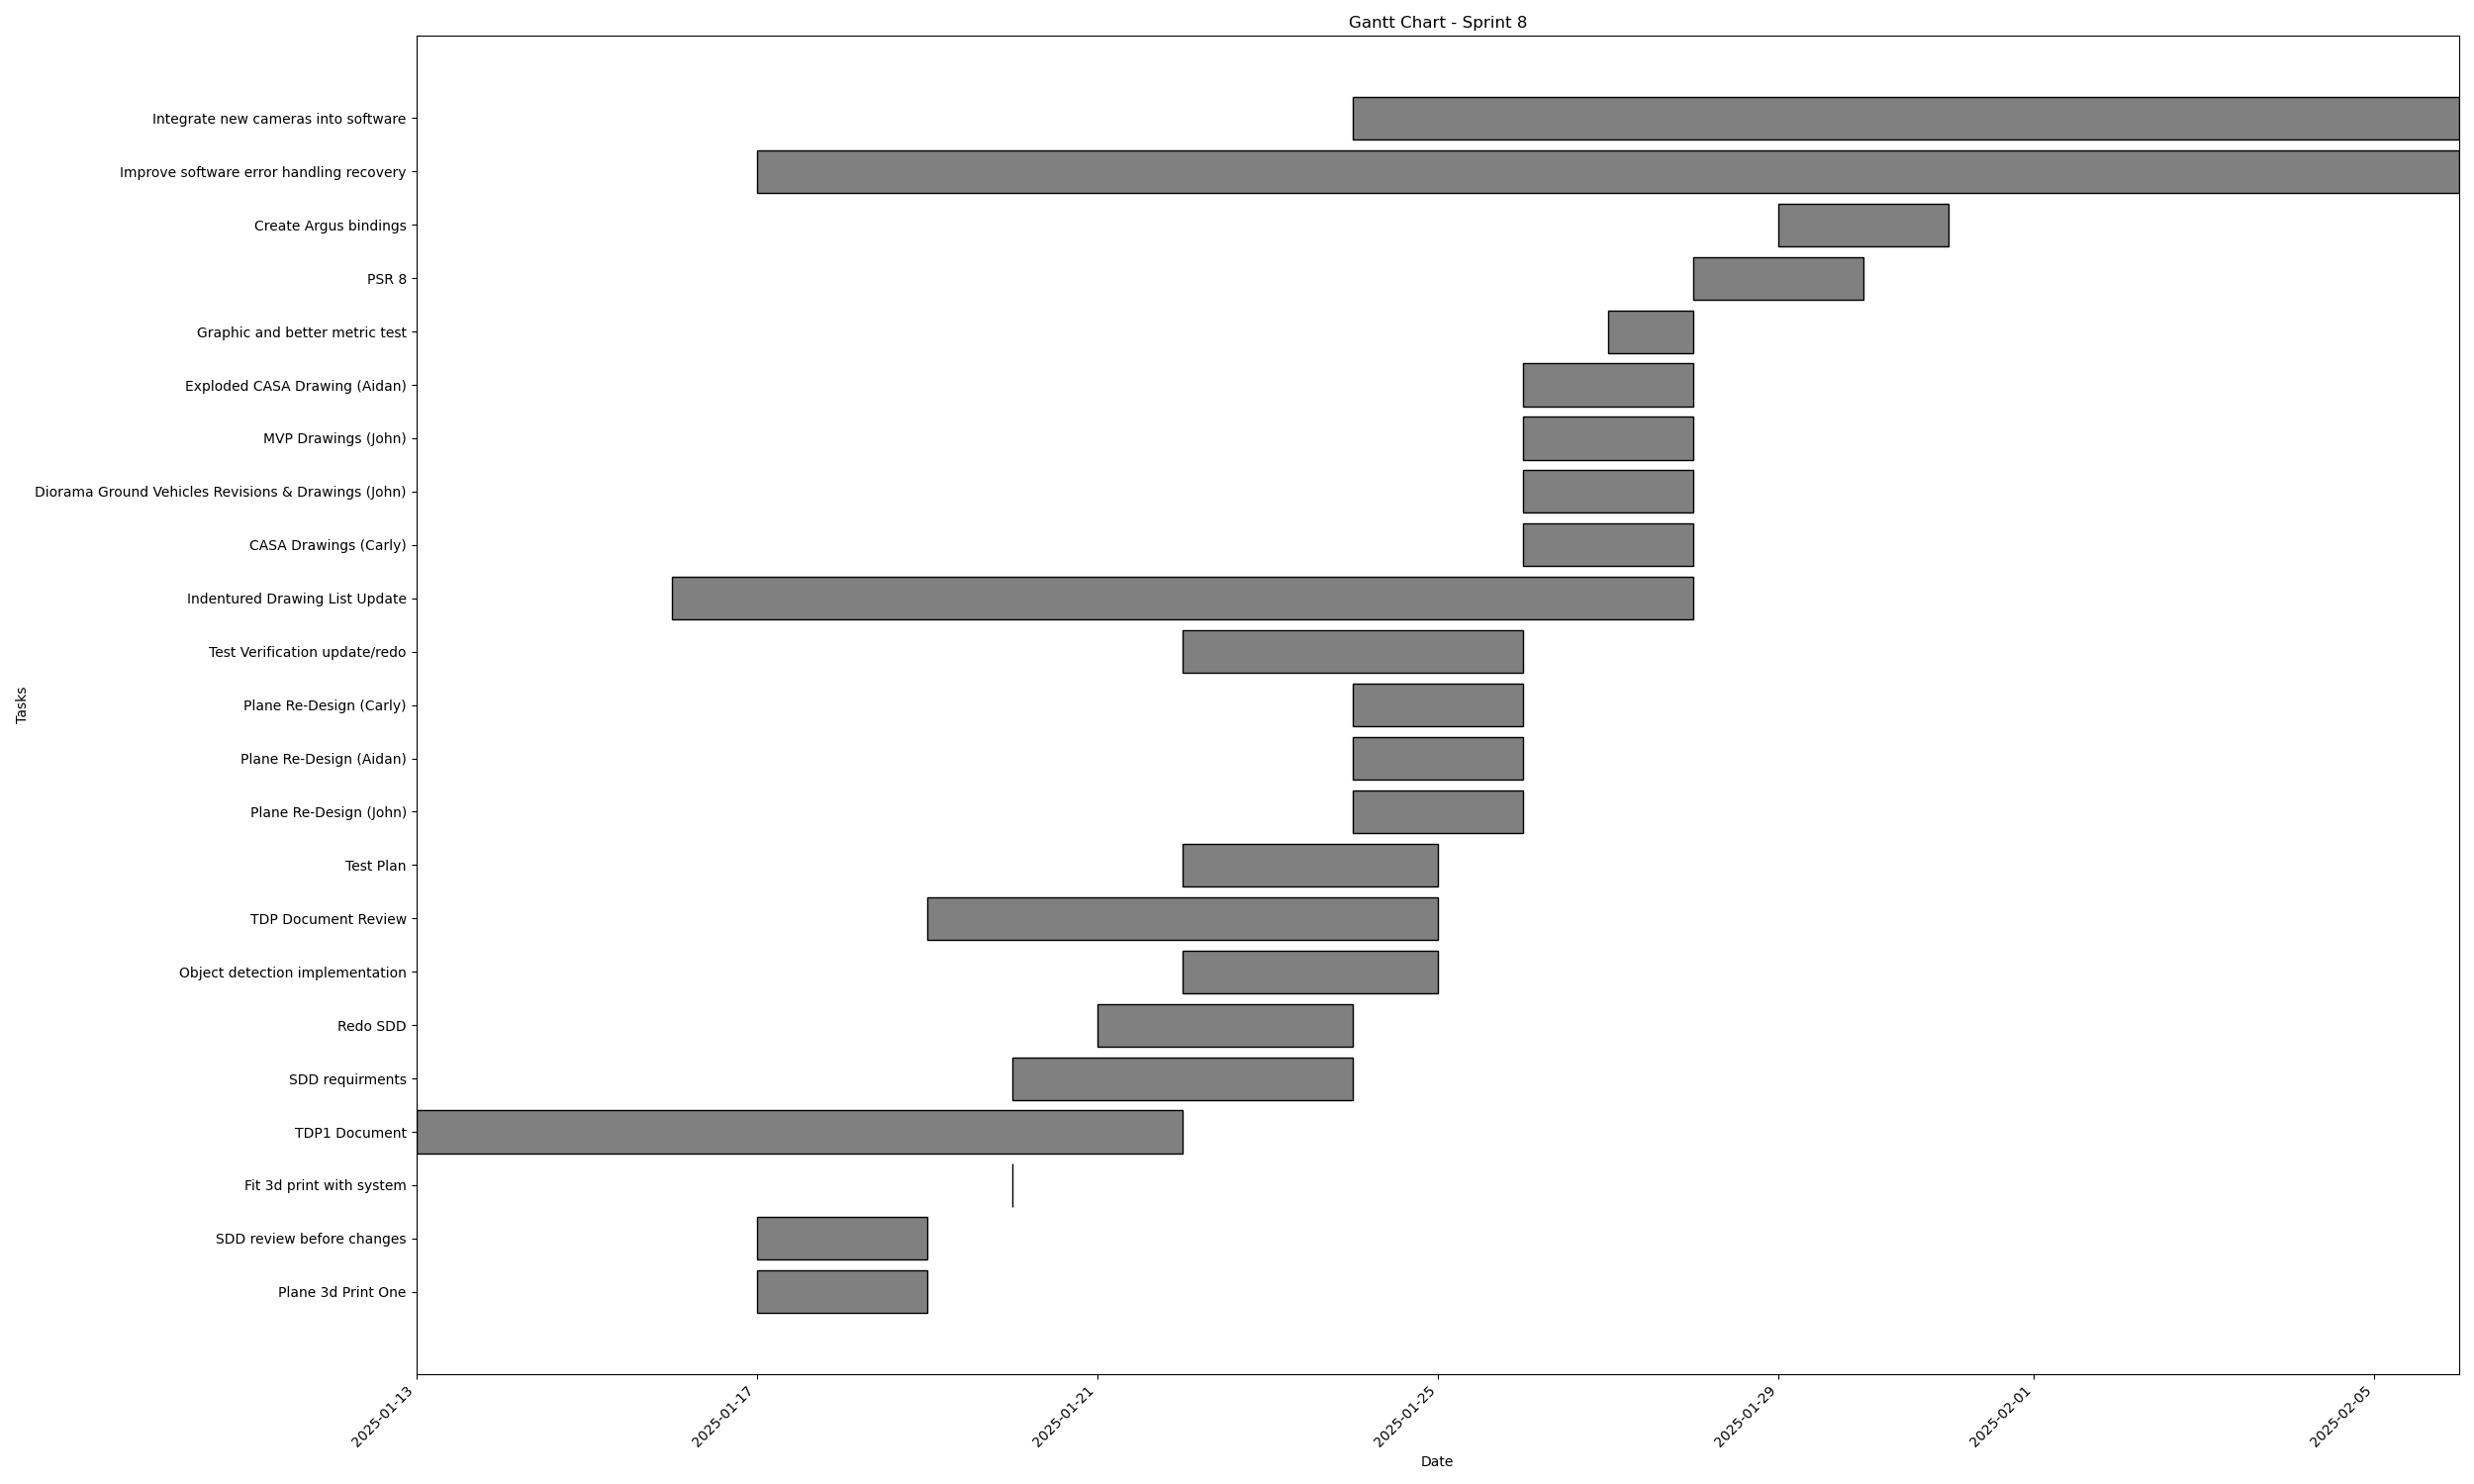 Gantt Chart - Sprint 8
Integrate new cameras into software
Improve software error handling recovery
Create Argus bindings
PSR 8
Graphic and better metric test
Exploded CASA Drawing (Aidan)
MVP Drawings (John)
Diorama Ground Vehicles Revisions & Drawings (John)
CASA Drawings (Carly)
Indentured Drawing List Update
Test Verification update/redo
Plane Re-Design (Carly)
Plane Re-Design (Aidan)
Plane Re-Design (John)
Test Plan
TDP Document Review
Object detection implementation
Redo SDD
SDD requirments
TDP1 Document
Fit 3d print with system
SDD review before changes
Plane 3d Print One
Tasks
2025-01-13
2025-01-17
2025-01-21
2025-01-25
2025-01-29
2025-02-01
2025-02-05
Date